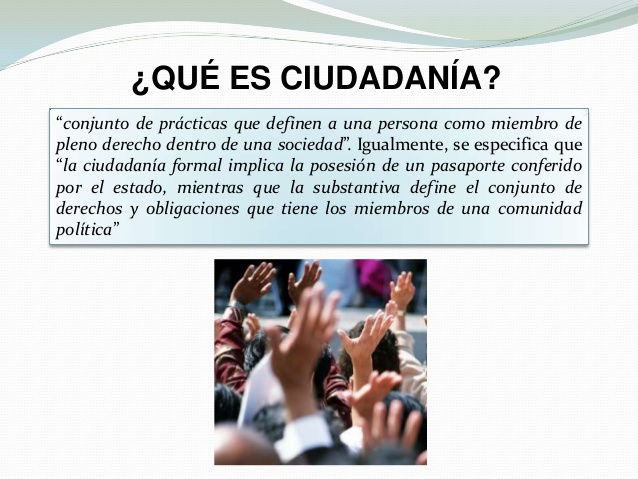 ¿QUÉ ES CIUDADANÍA?
“conjunto de prácticas que definen a una persona como miembro de
pleno derecho dentro de una sociedad”. Igualmente, se especifica que
“la ciudadanía formal implica la posesión de un pasaporte conferido
por el estado, mientras que la substantiva define el conjunto de
derechos y obligaciones que tiene los miembros de una comunidad
política”